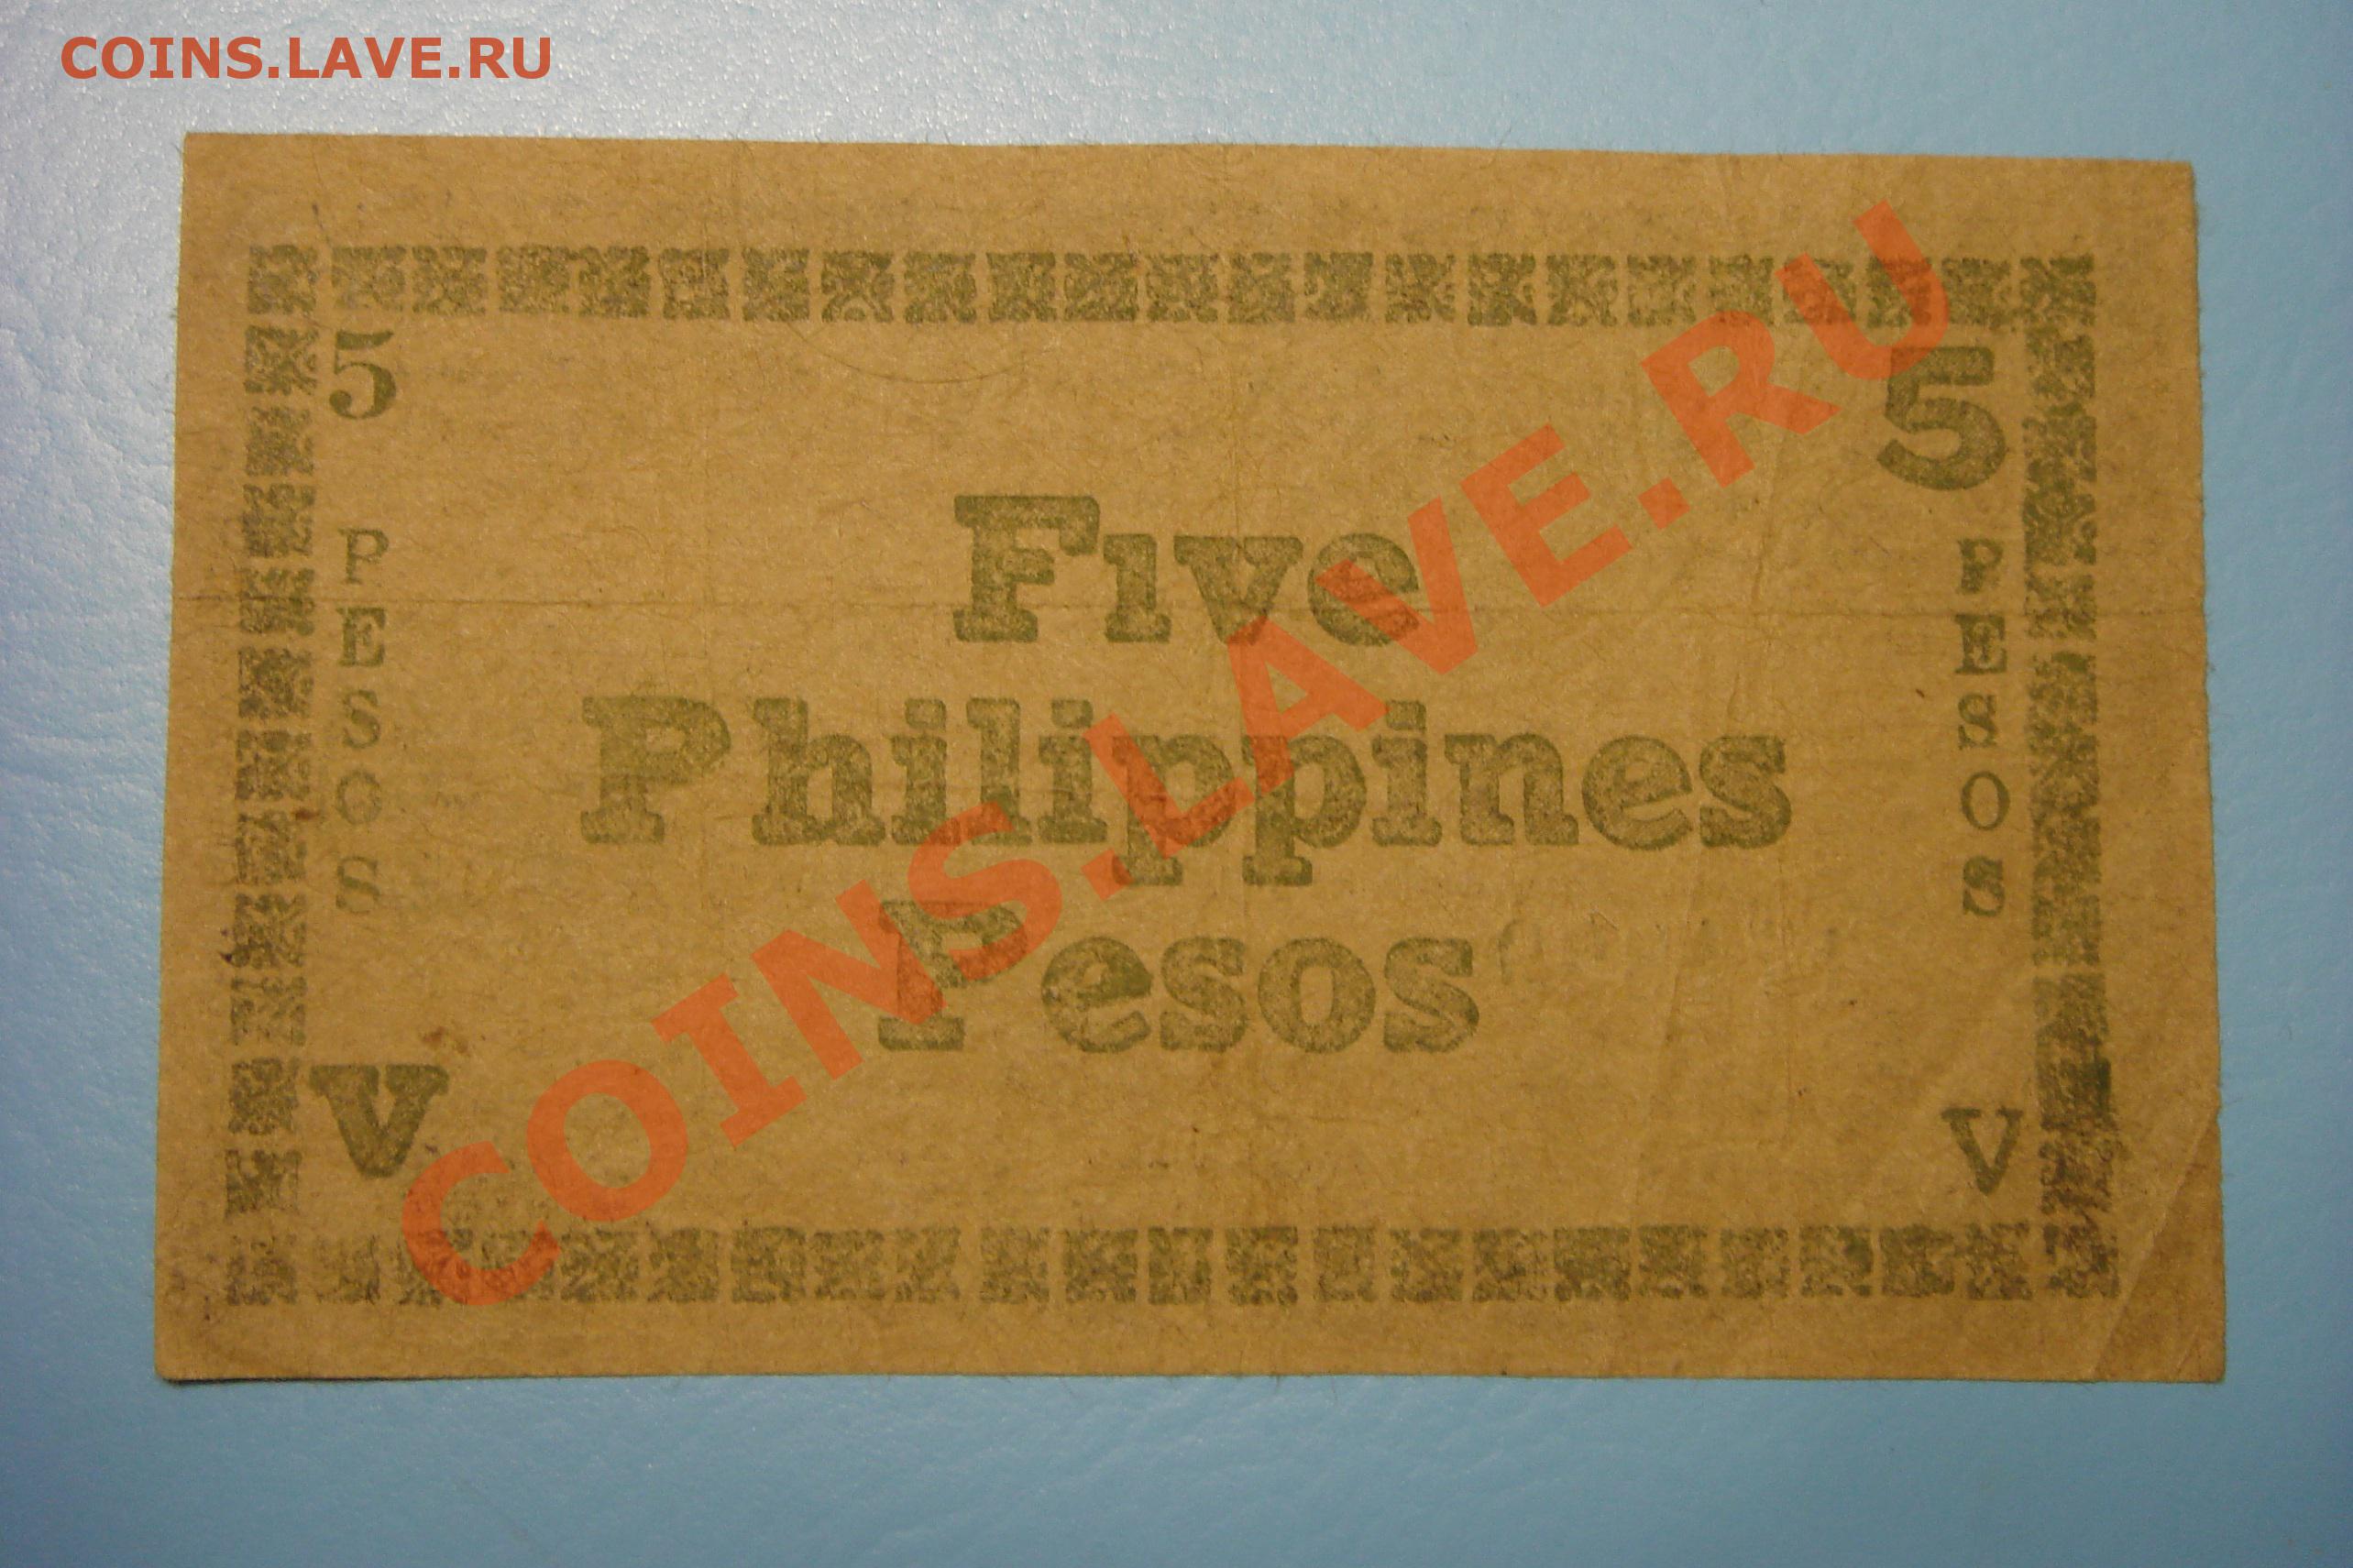 COINS.LAVE.RU
5
5
PESOS
PESOS
Five
Philippines
Pesos
V
V
COINS.LAVE.RU